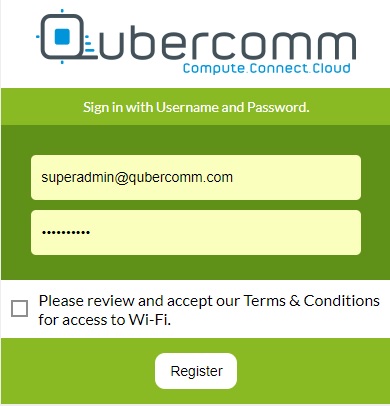 Qubercomm
Compute.Connect.Cloud
Sign in with Username and Password.
superadmin@qubercomm.com
••••••••••
Please review and accept our Terms & Conditions
for access to Wi-Fi.
Register